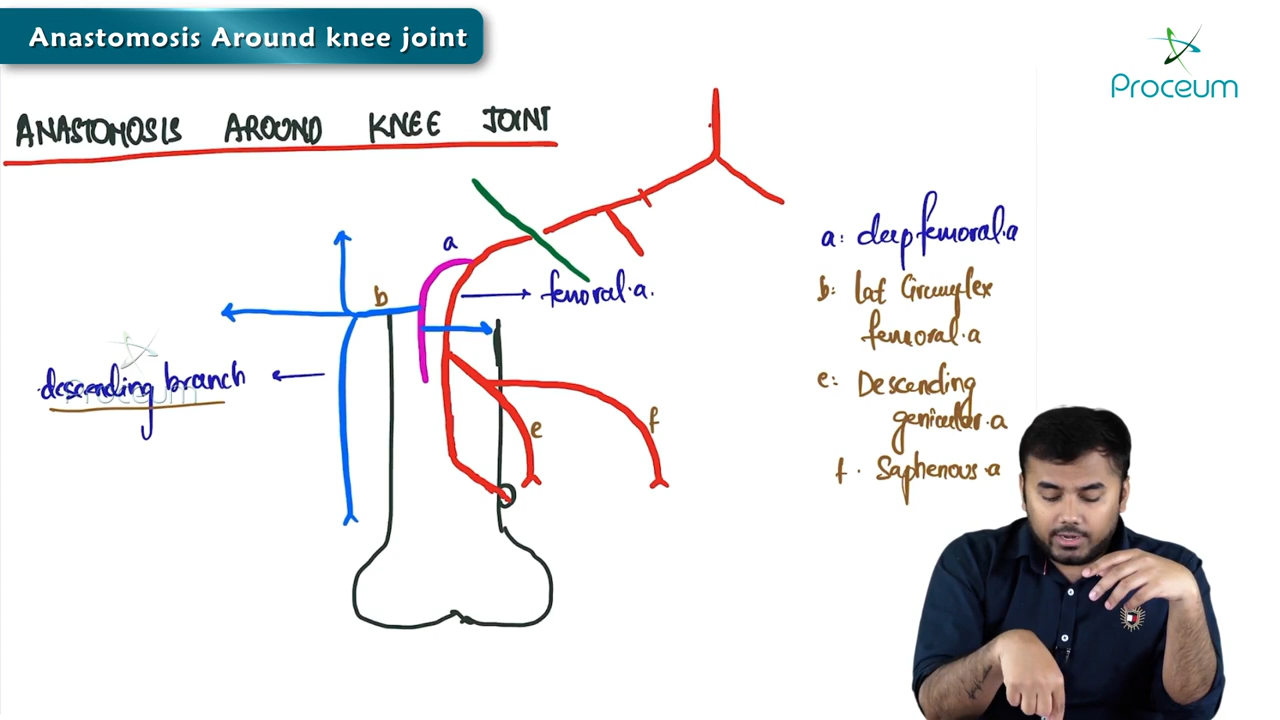 Anastomosis Around knee joint
Proceum
ANASTOMOSIS AROUND KNEE JOINT
a
b
femoral.a.
descending branch
e
f
a: deep femoral.a
b: lat Circumflex
femoral.a
e: Descending
genicular.a
f. Saphenous.a